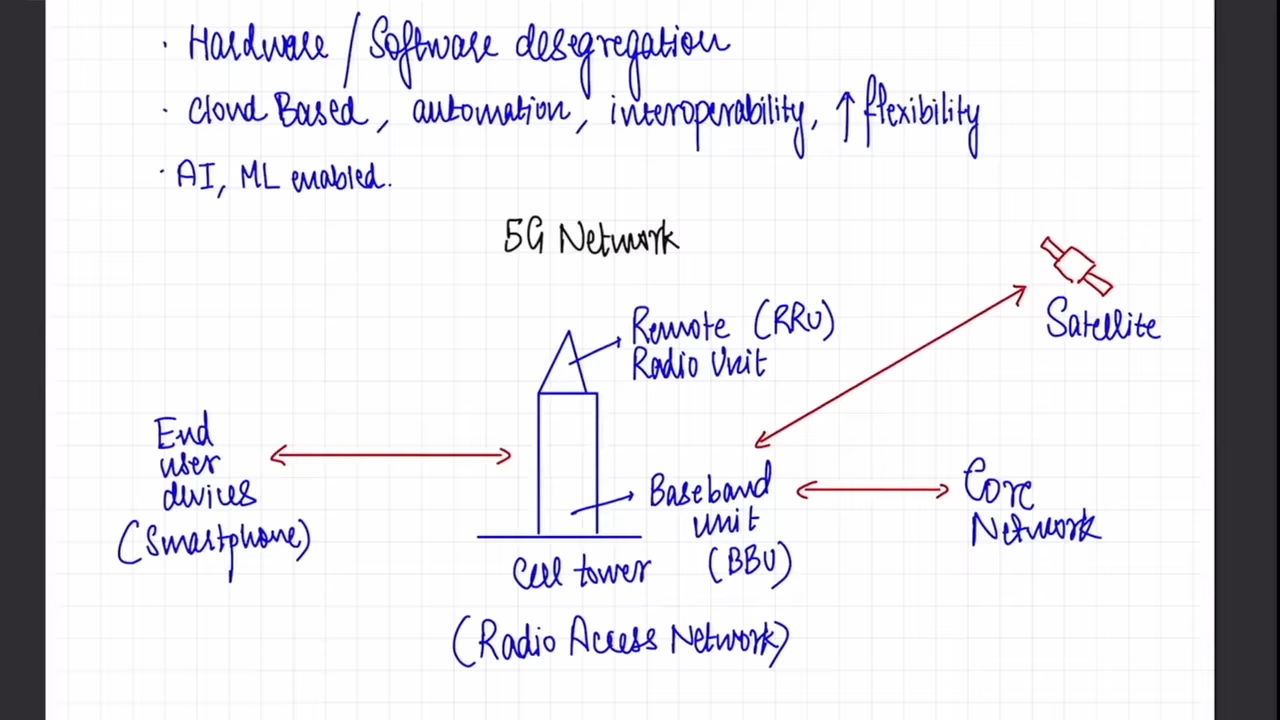 · Hardware / Software desegregation
· Cloud Based, automation, interoperability, ↑ flexibility
· AI, ML enabled.
5G Network
Remote (RRU)
Radio Unit
Satellite
End
user
devices
(Smartphone)
Baseband
unit
(BBU)
Core
Network
Cell tower
(Radio Access Network)